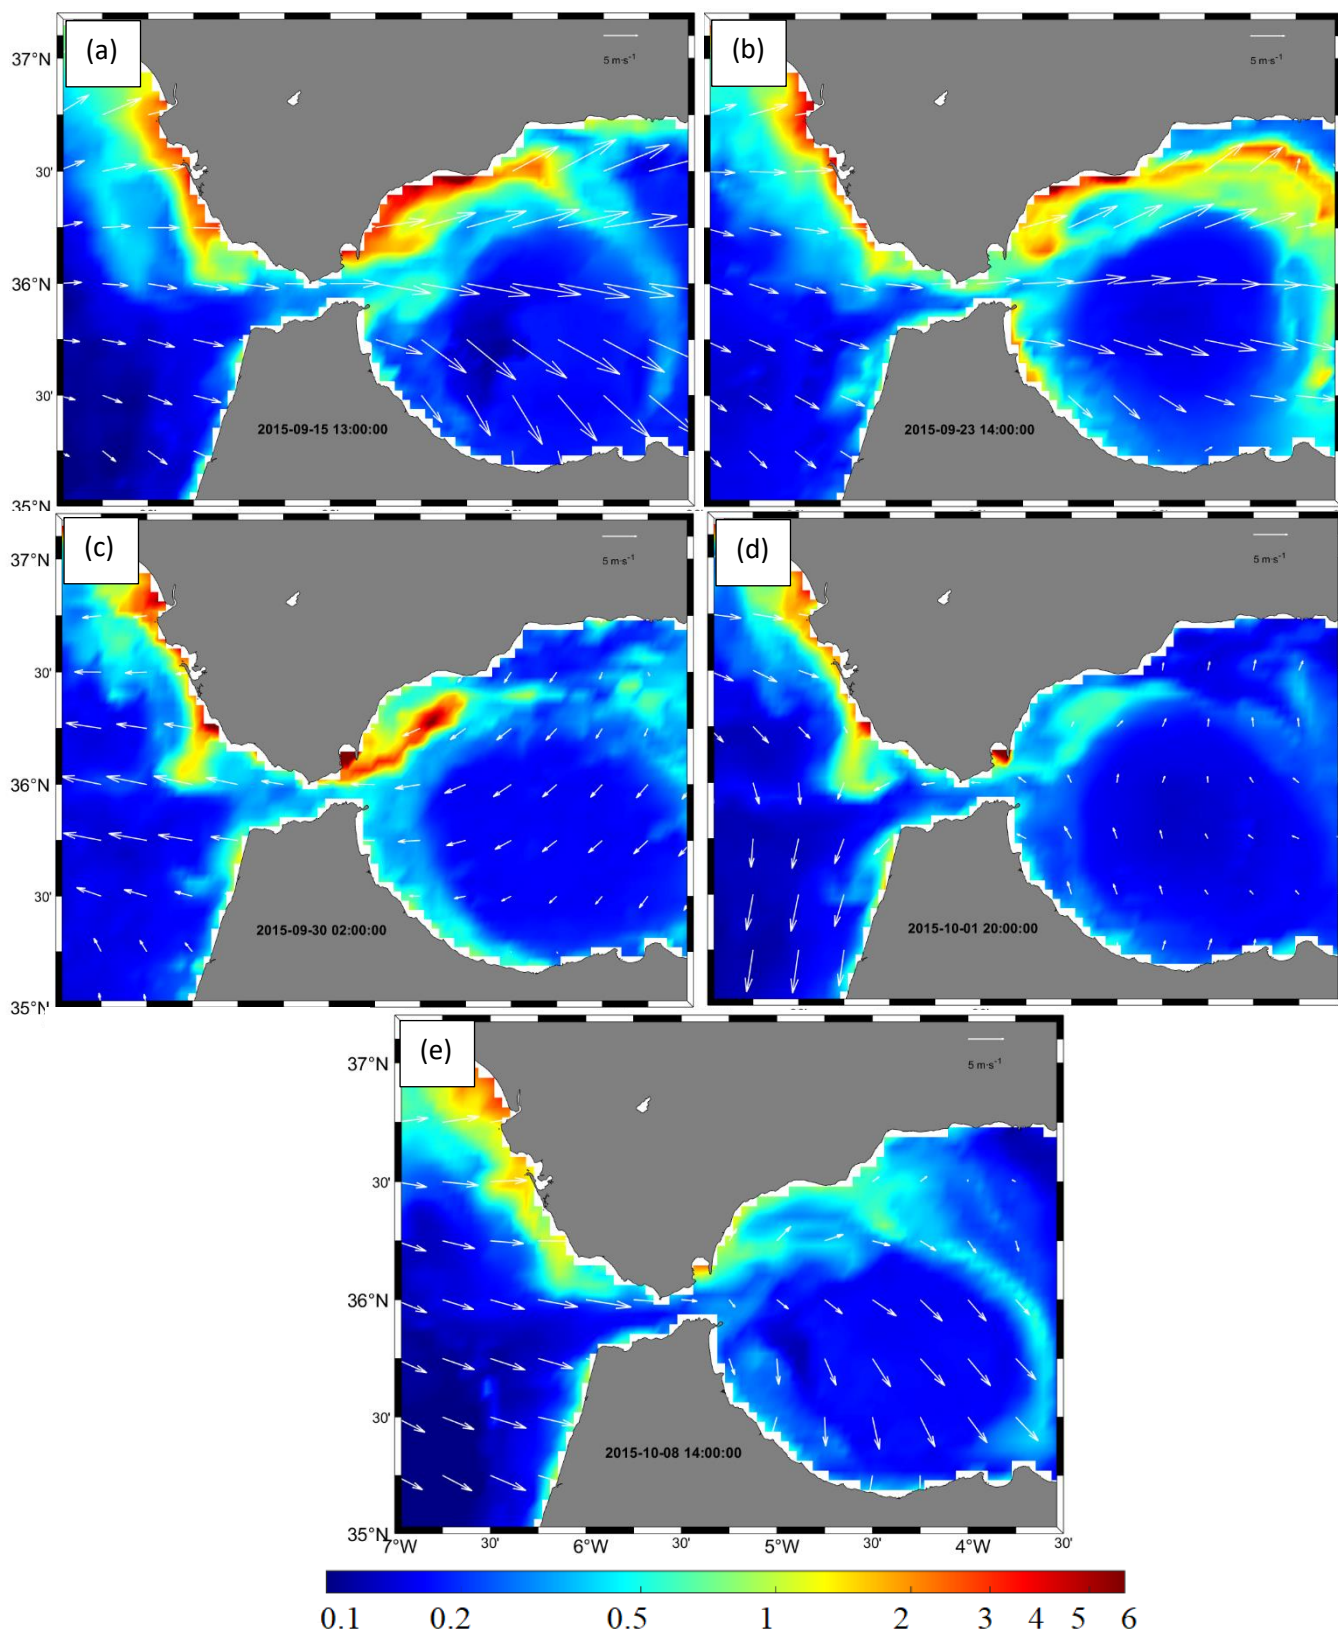 (a)
(b)
37°N
5 m·s⁻¹
5 m·s⁻¹
30'
36°N
30'
2015-09-15 13:00:00
2015-09-23 14:00:00
35°N
(c)
(d)
37°N
5 m·s⁻¹
5 m·s⁻¹
30'
36°N
30'
2015-09-30 02:00:00
2015-10-01 20:00:00
35°N
(e)
37°N
5 m·s⁻¹
30'
36°N
30'
2015-10-08 14:00:00
35°N
7°W 30' 6°W 30' 5°W 30' 4°W 30'
0.1 0.2 0.5 1 2 3 4 5 6